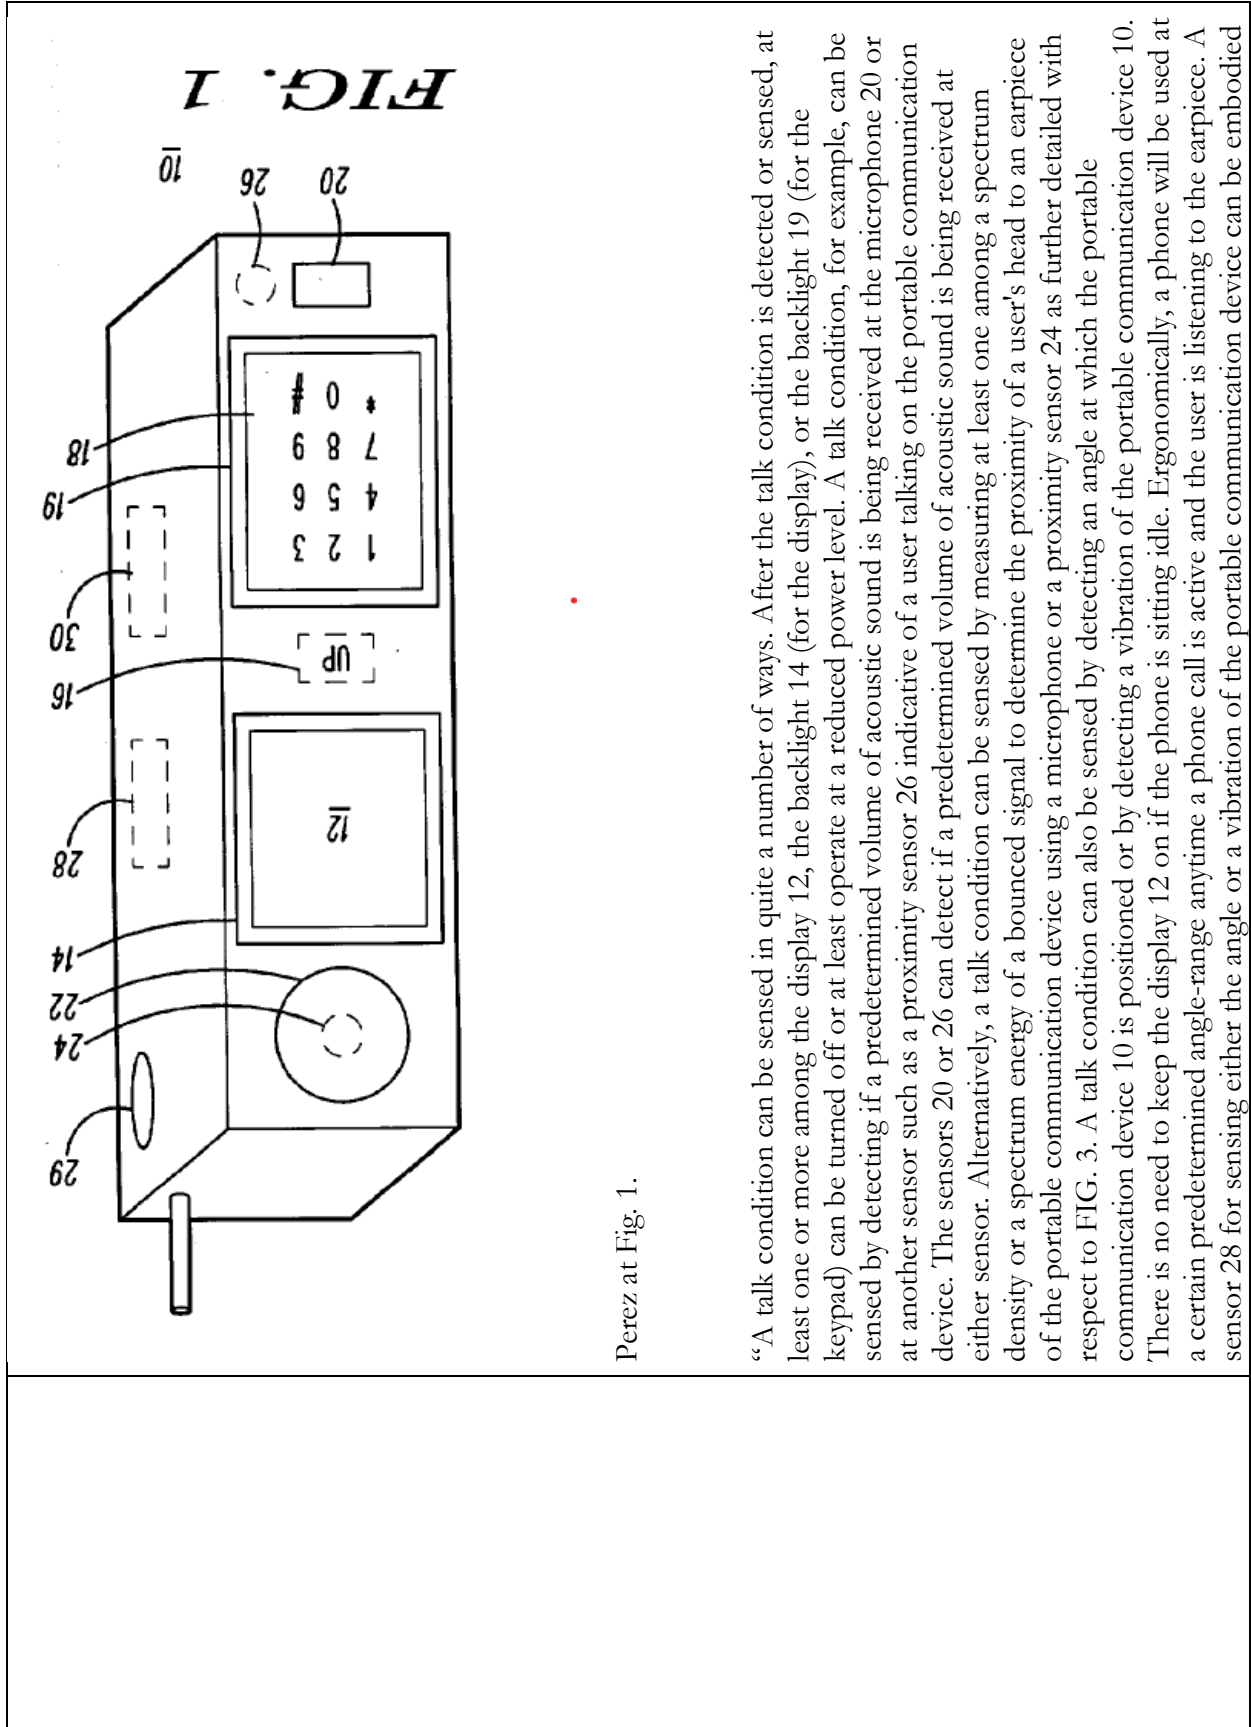 FIG. 1
10
26
20
18
19
30
16
28
14
22
24
29
1 2 3
4 5 6
7 8 9
* 0 #
UP
12
Perez at Fig. 1.
“A talk condition can be sensed in quite a number of ways. After the talk condition is detected or sensed, at
least one or more among the display 12, the backlight 14 (for the display), or the backlight 19 (for the
keypad) can be turned off or at least operate at a reduced power level. A talk condition, for example, can be
sensed by detecting if a predetermined volume of acoustic sound is being received at the microphone 20 or
at another sensor such as a proximity sensor 26 indicative of a user talking on the portable communication
device. The sensors 20 or 26 can detect if a predetermined volume of acoustic sound is being received at
either sensor. Alternatively, a talk condition can be sensed by measuring at least one among a spectrum
density or a spectrum energy of a bounced signal to determine the proximity of a user's head to an earpiece
of the portable communication device using a microphone or a proximity sensor 24 as further detailed with
respect to FIG. 3. A talk condition can also be sensed by detecting an angle at which the portable
communication device 10 is positioned or by detecting a vibration of the portable communication device 10.
There is no need to keep the display 12 on if the phone is sitting idle. Ergonomically, a phone will be used at
a certain predetermined angle-range anytime a phone call is active and the user is listening to the earpiece. A
sensor 28 for sensing either the angle or a vibration of the portable communication device can be embodied